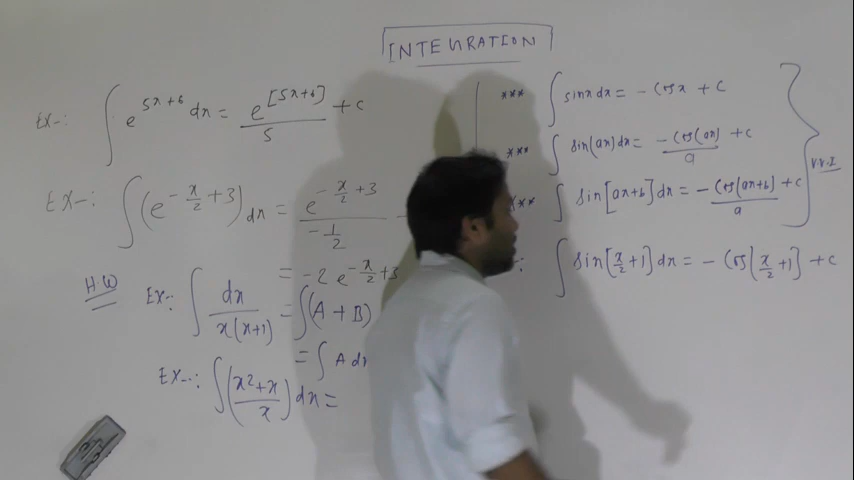 INTEGRATION
Ex-: ∫ e^{5x+6} dx = e^{[5x+6]}/5 + c
EX-: ∫ (e^{-x/2+3}) dx = e^{-x/2+3}/(-1/2)
= -2 e^{-x/2+3}
HW
Ex-: ∫ dx/x(x+1) = ∫(A + B)
= ∫ A dx
EX-: ∫ (x²+x/x) dx =
*** ∫ sinx dx = - Cosx + C
*** ∫ sin(ax) dx = -Cos(ax)/a + C
*** ∫ sin[ax+b] dx = -Cos(ax+b)/a + C
V.V.I
: ∫ sin[x/2+1] dx = - Cos[x/2+1] + C